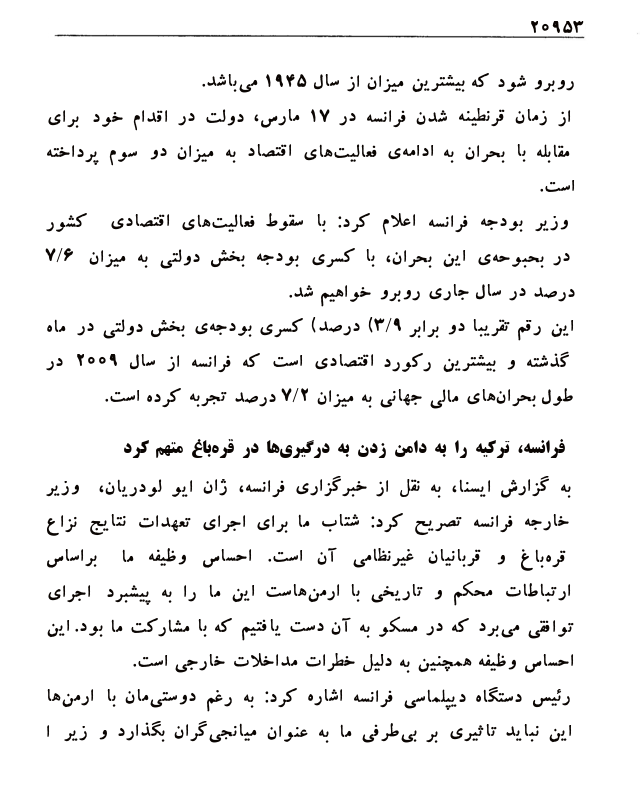 ۲۰۹۵۳
روبرو شود که بیشترین میزان از سال ۱۹۴۵ می‌باشد.
از زمان قرنطینه شدن فرانسه در ۱۷ مارس، دولت در اقدام خود برای
مقابله با بحران به ادامه‌ی فعالیت‌های اقتصاد به میزان دو سوم پرداخته
است.
وزیر بودجه فرانسه اعلام کرد: با سقوط فعالیت‌های اقتصادی کشور
در بحبوحه‌ی این بحران، با کسری بودجه بخش دولتی به میزان ۷/۶
درصد در سال جاری روبرو خواهیم شد.
این رقم تقریبا دو برابر ۳/۹) درصد) کسری بودجه‌ی بخش دولتی در ماه
گذشته و بیشترین رکورد اقتصادی است که فرانسه از سال ۲۰۰۹ در
طول بحران‌های مالی جهانی به میزان ۷/۲ درصد تجربه کرده است.
فرانسه، ترکیه را به دامن زدن به درگیری‌ها در قره‌باغ متهم کرد
به گزارش ایسنا، به نقل از خبرگزاری فرانسه، ژان ایو لودریان، وزیر
خارجه فرانسه تصریح کرد: شتاب ما برای اجرای تعهدات نتایج نزاع
قره‌باغ و قربانیان غیرنظامی آن است. احساس وظیفه ما براساس
ارتباطات محکم و تاریخی با ارمن‌هاست این ما را به پیشبرد اجرای
توافقی می‌برد که در مسکو به آن دست یافتیم که با مشارکت ما بود. این
احساس وظیفه همچنین به دلیل خطرات مداخلات خارجی است.
رئیس دستگاه دیپلماسی فرانسه اشاره کرد: به رغم دوستی‌مان با ارمن‌ها
این نباید تاثیری بر بی‌طرفی ما به عنوان میانجی‌گران بگذارد و زیر ا